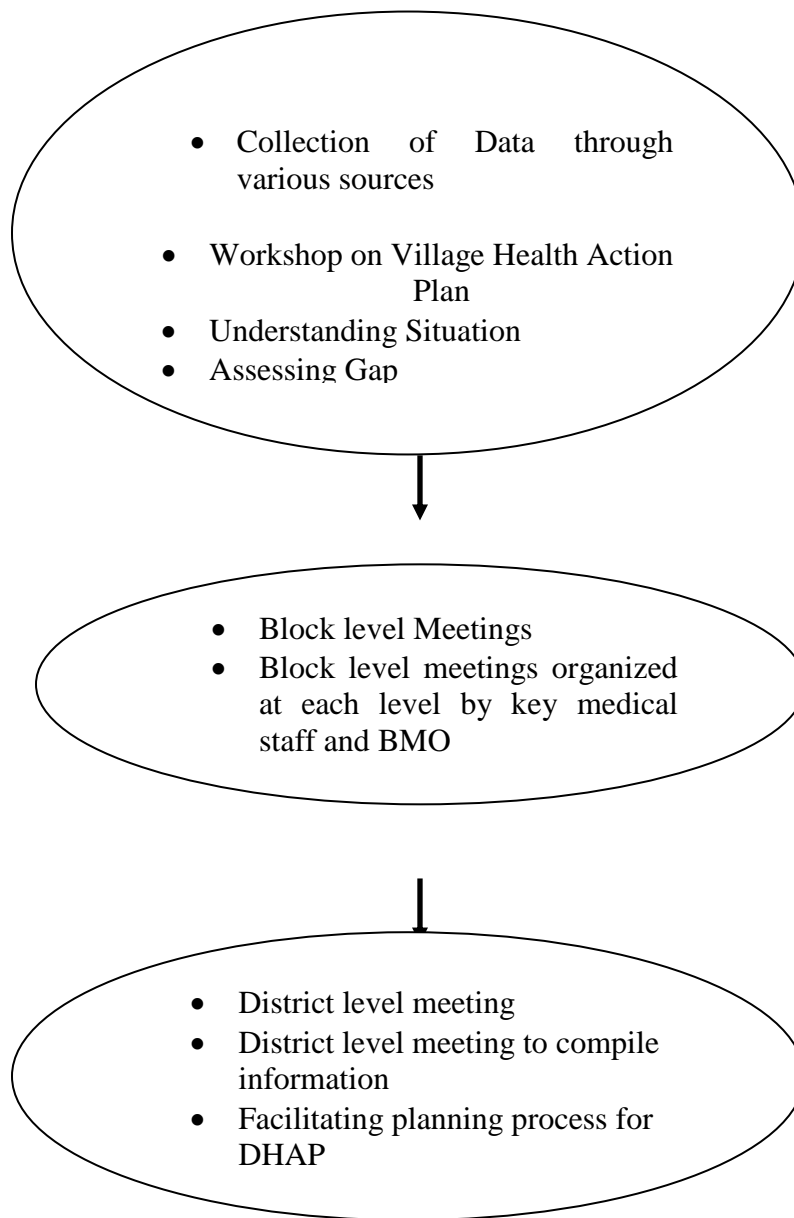 • Collection of Data through
various sources
• Workshop on Village Health Action
Plan
• Understanding Situation
• Assessing Gap
• Block level Meetings
• Block level meetings organized
at each level by key medical
staff and BMO
• District level meeting
• District level meeting to compile
information
• Facilitating planning process for
DHAP